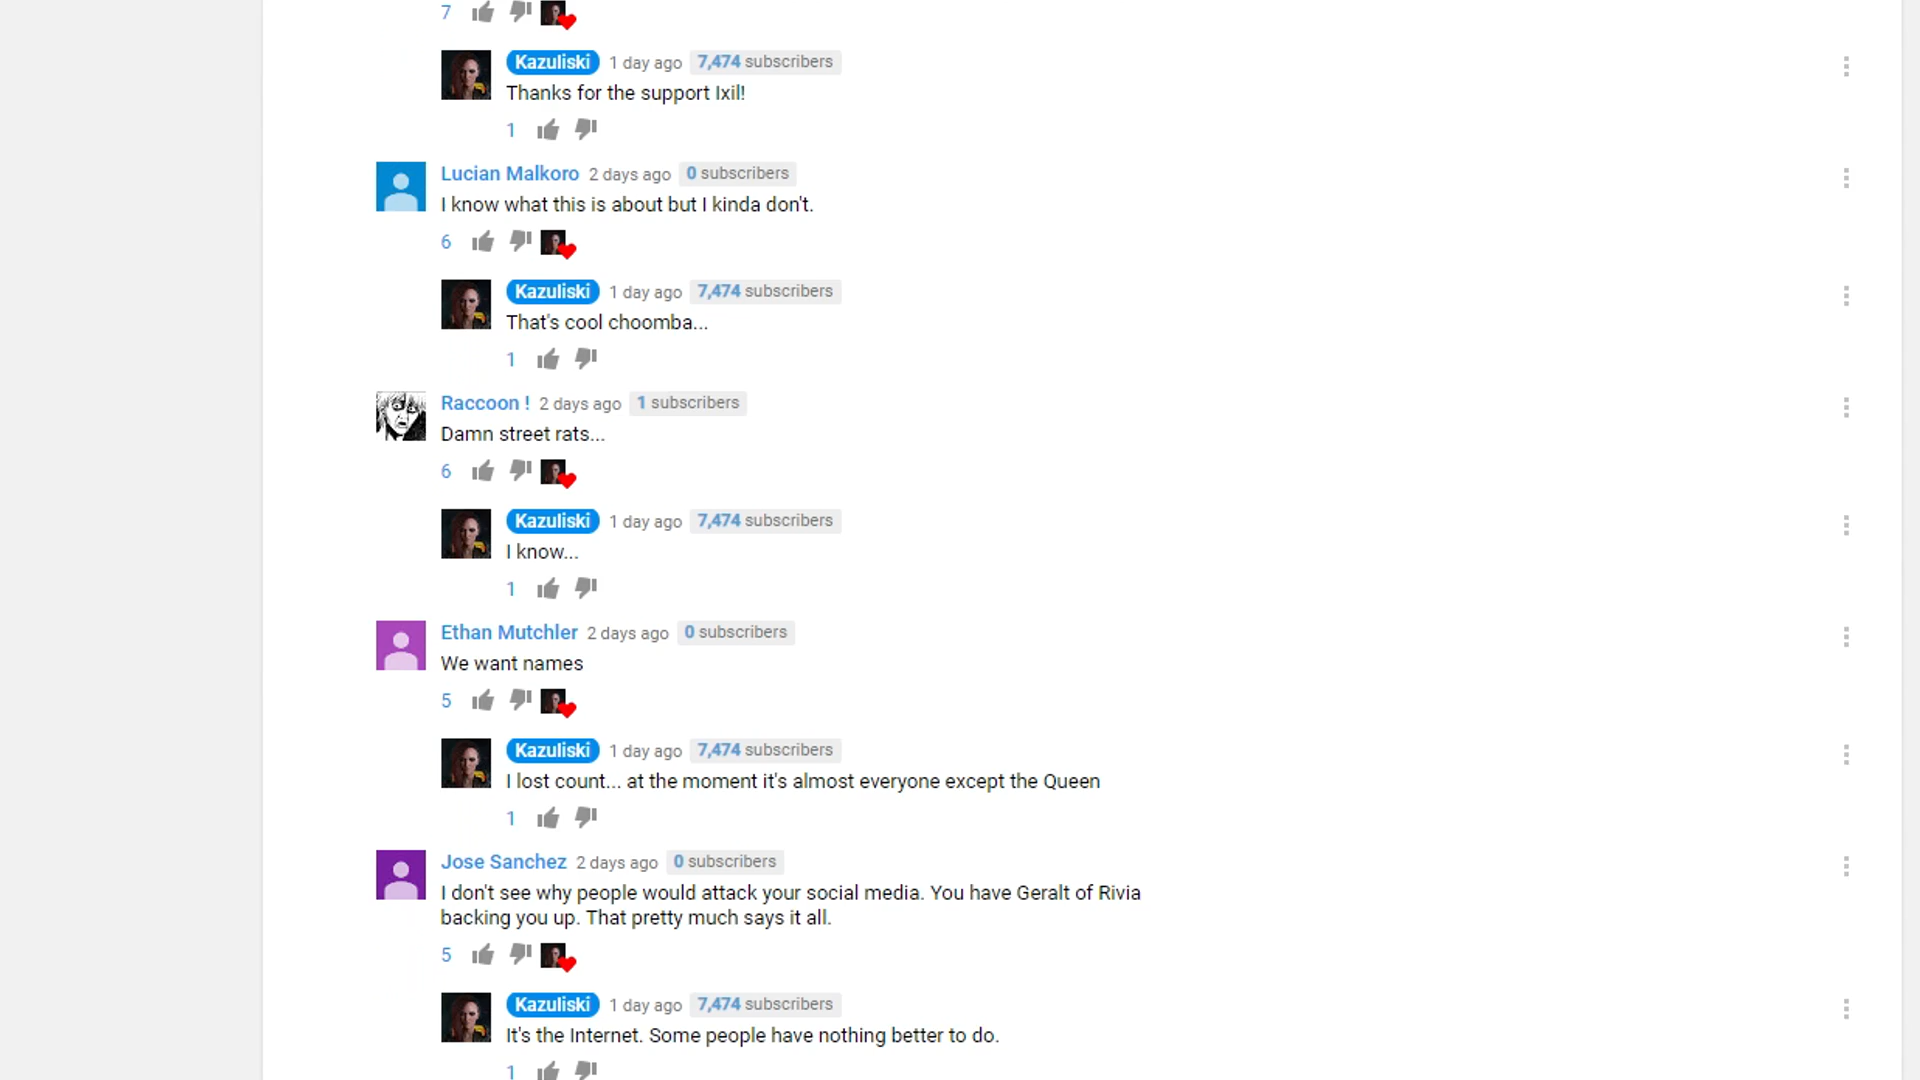 7
Kazuliski 1 day ago 7,474 subscribers
Thanks for the support Ixil!
1
Lucian Malkoro 2 days ago 0 subscribers
I know what this is about but I kinda don't.
6
Kazuliski 1 day ago 7,474 subscribers
That's cool choomba...
1
Raccoon ! 2 days ago 1 subscribers
Damn street rats...
6
Kazuliski 1 day ago 7,474 subscribers
I know...
1
Ethan Mutchler 2 days ago 0 subscribers
We want names
5
Kazuliski 1 day ago 7,474 subscribers
I lost count... at the moment it's almost everyone except the Queen
1
Jose Sanchez 2 days ago 0 subscribers
I don't see why people would attack your social media. You have Geralt of Rivia
backing you up. That pretty much says it all.
5
Kazuliski 1 day ago 7,474 subscribers
It's the Internet. Some people have nothing better to do.
1